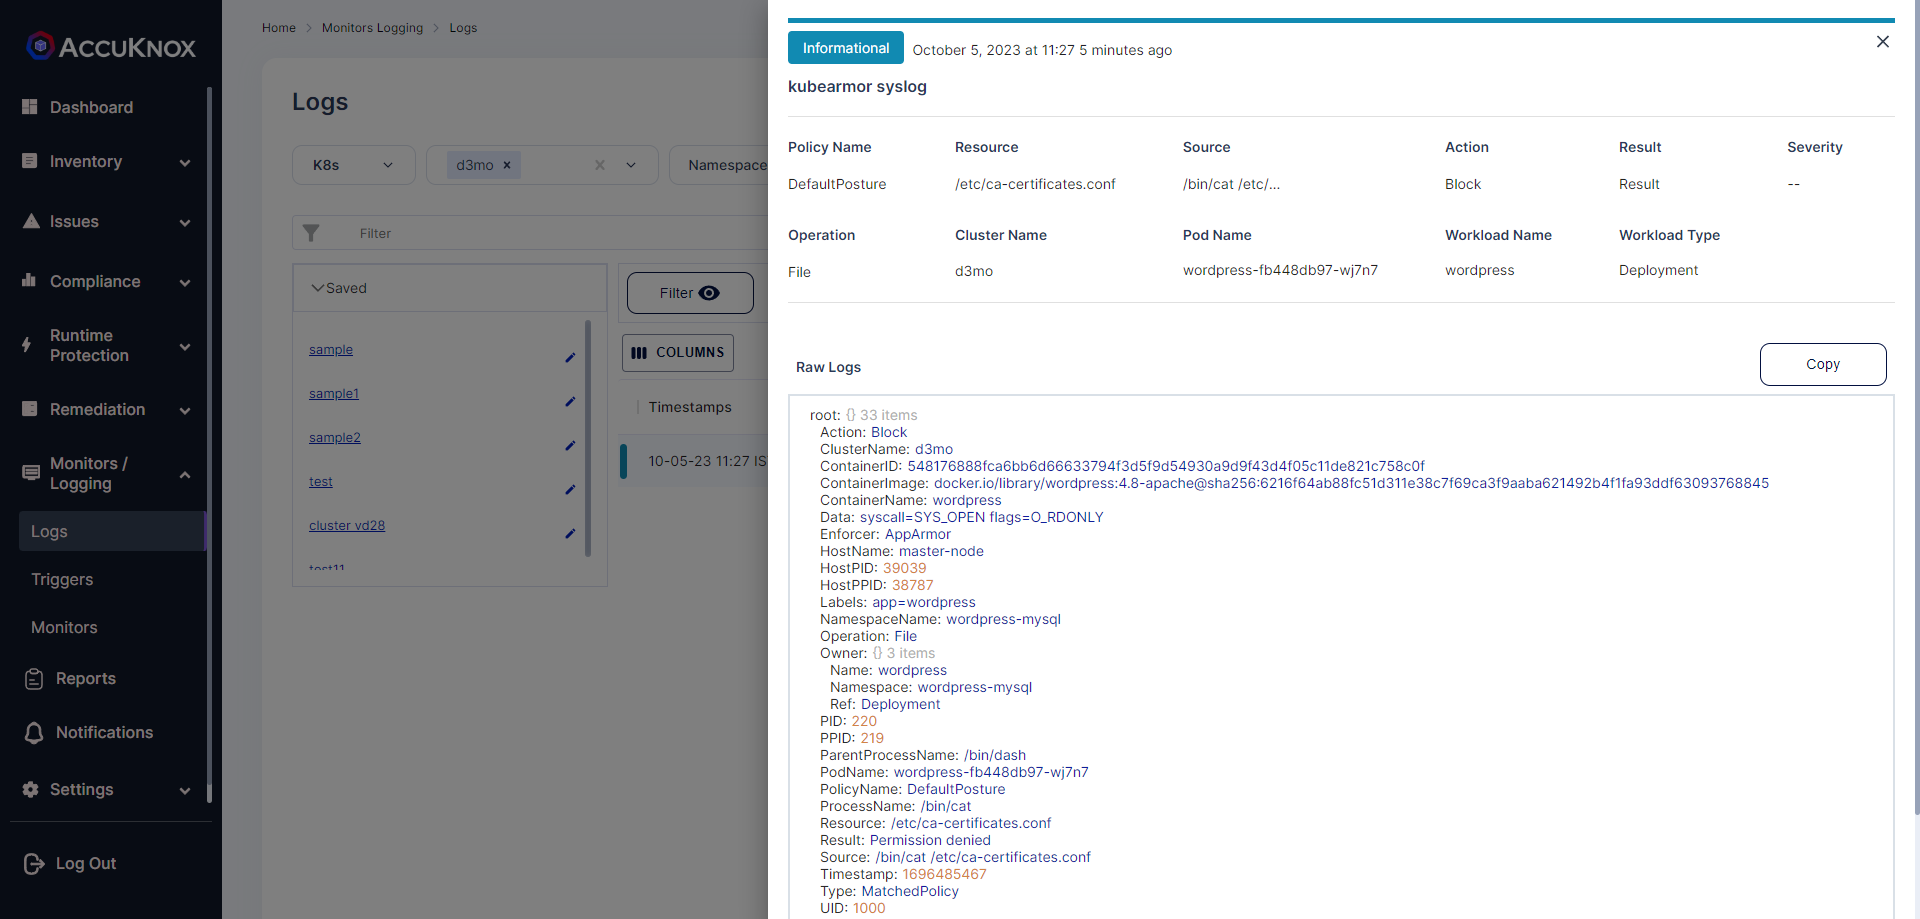 ACCUKNOX
Dashboard
Inventory
Issues
Compliance
Runtime
Protection
Remediation
Monitors /
Logging
Logs
Triggers
Monitors
Reports
Notifications
Settings
Log Out
Home > Monitors Logging > Logs
Logs
K8s
d3mo ×
Namespace
Filter
Saved
sample
sample1
sample2
test
cluster vd28
test11
Filter
COLUMNS
Timestamps
10-05-23 11:27 IS
Informational October 5, 2023 at 11:27 5 minutes ago
kubearmor syslog
Policy Name Resource Source Action Result Severity
DefaultPosture /etc/ca-certificates.conf /bin/cat /etc/... Block Result --
Operation Cluster Name Pod Name Workload Name Workload Type
File d3mo wordpress-fb448db97-wj7n7 wordpress Deployment
Raw Logs
Copy
root: {} 33 items
Action: Block
ClusterName: d3mo
ContainerID: 548176888fca6bb6d66633794f3d5f9d54930a9d9f43d4f05c11de821c758c0f
ContainerImage: docker.io/library/wordpress:4.8-apache@sha256:6216f64ab88fc51d311e38c7f69ca3f9aaba621492b4f1fa93ddf63093768845
ContainerName: wordpress
Data: syscall=SYS_OPEN flags=O_RDONLY
Enforcer: AppArmor
HostName: master-node
HostPID: 39039
HostPPID: 38787
Labels: app=wordpress
NamespaceName: wordpress-mysql
Operation: File
Owner: {} 3 items
Name: wordpress
Namespace: wordpress-mysql
Ref: Deployment
PID: 220
PPID: 219
ParentProcessName: /bin/dash
PodName: wordpress-fb448db97-wj7n7
PolicyName: DefaultPosture
ProcessName: /bin/cat
Resource: /etc/ca-certificates.conf
Result: Permission denied
Source: /bin/cat /etc/ca-certificates.conf
Timestamp: 1696485467
Type: MatchedPolicy
UID: 1000